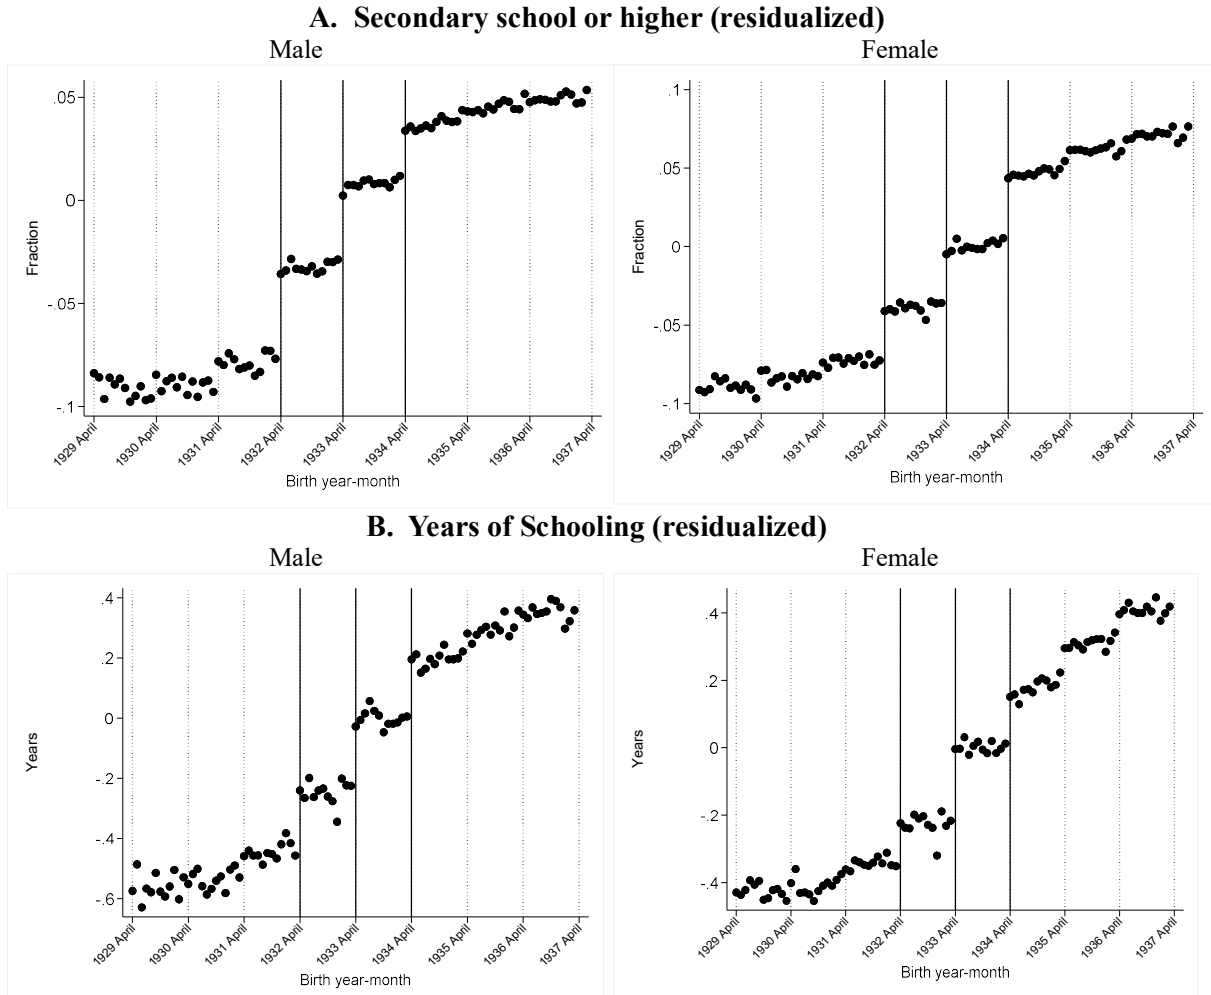 A. Secondary school or higher (residualized)
Male
Female
Fraction
.05
0
-.05
-.1
1929 April
1930 April
1931 April
1932 April
1933 April
1934 April
1935 April
1936 April
1937 April
Birth year-month
Fraction
.1
.05
0
-.05
-.1
1929 April
1930 April
1931 April
1932 April
1933 April
1934 April
1935 April
1936 April
1937 April
Birth year-month
B. Years of Schooling (residualized)
Male
Female
Years
.4
.2
0
-.2
-.4
-.6
1929 April
1930 April
1931 April
1932 April
1933 April
1934 April
1935 April
1936 April
1937 April
Birth year-month
Years
.4
.2
0
-.2
-.4
1929 April
1930 April
1931 April
1932 April
1933 April
1934 April
1935 April
1936 April
1937 April
Birth year-month